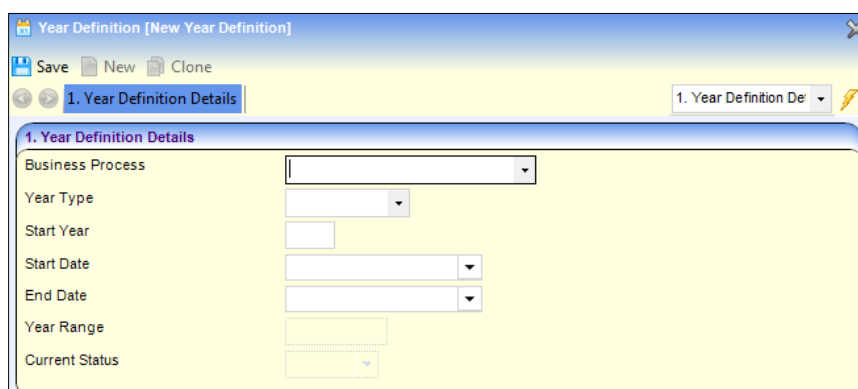 Year Definition [New Year Definition]
Save New Clone
1. Year Definition Details 1. Year Definition De
1. Year Definition Details
Business Process
Year Type
Start Year
Start Date
End Date
Year Range
Current Status